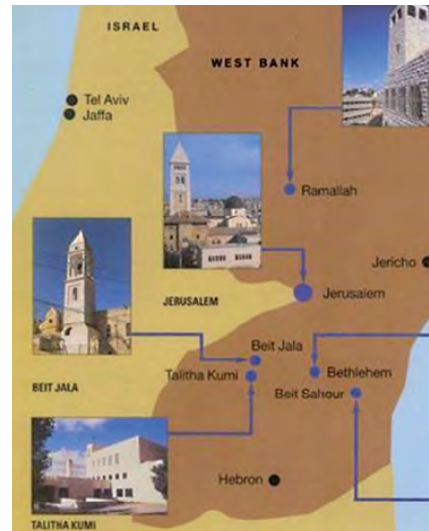 ISRAEL
WEST BANK
Tel Aviv
Jaffa
Ramallah
Jericho
JERUSALEM
Jerusalem
Beit Jala
Talitha Kumi
Bethlehem
Beit Sahour
BEIT JALA
Hebron
TALITHA KUMI